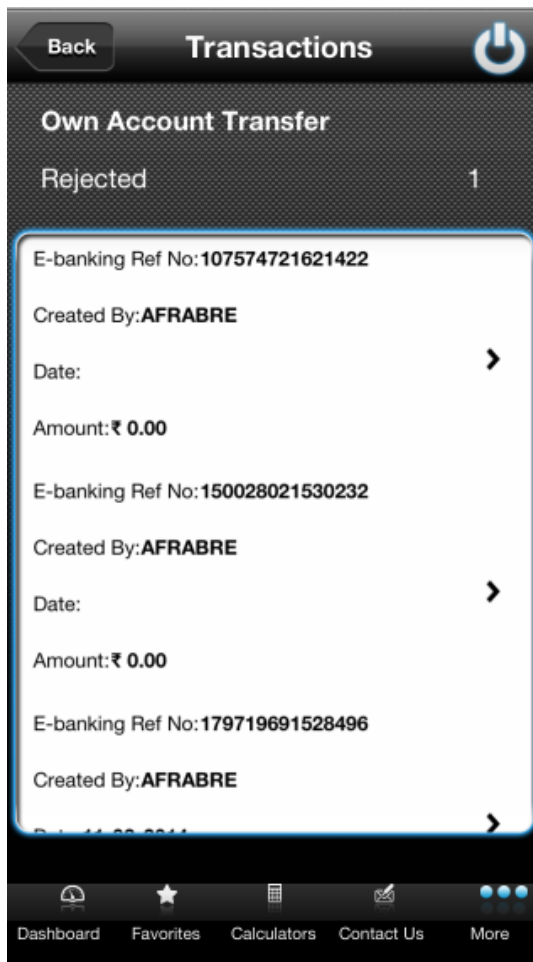 Back
Transactions
Own Account Transfer
Rejected 1
E-banking Ref No:107574721621422
Created By:AFRABRE
Date:
Amount:₹ 0.00
E-banking Ref No:150028021530232
Created By:AFRABRE
Date:
Amount:₹ 0.00
E-banking Ref No:179719691528496
Created By:AFRABRE
Dashboard Favorites Calculators Contact Us More